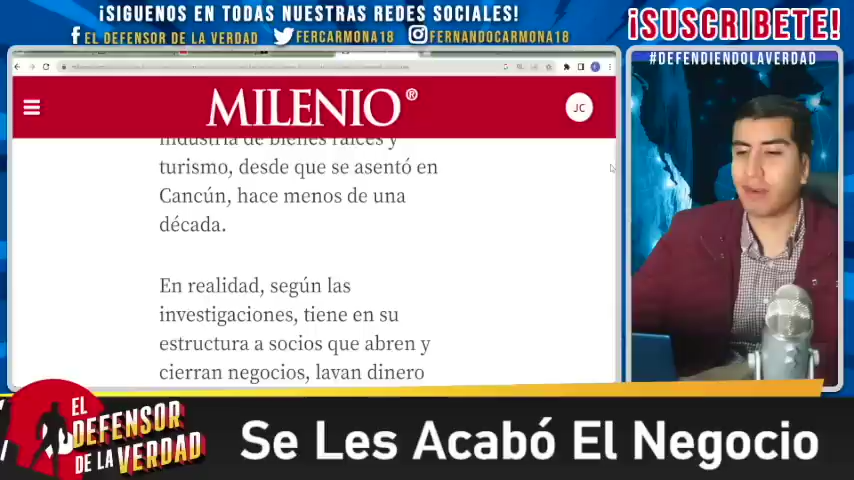 ¡SIGUENOS EN TODAS NUESTRAS REDES SOCIALES!
EL DEFENSOR DE LA VERDAD
FERCARMONA18
FERNANDOCARMONA18
¡SUSCRIBETE!
#DEFENDIENDOLAVERDAD
MILENIO®
JC
industria de bienes raíces y
turismo, desde que se asentó en
Cancún, hace menos de una
década.
En realidad, según las
investigaciones, tiene en su
estructura a socios que abren y
cierran negocios, lavan dinero
EL
DEFENSOR
DE LA VERDAD
Se Les Acabó El Negocio